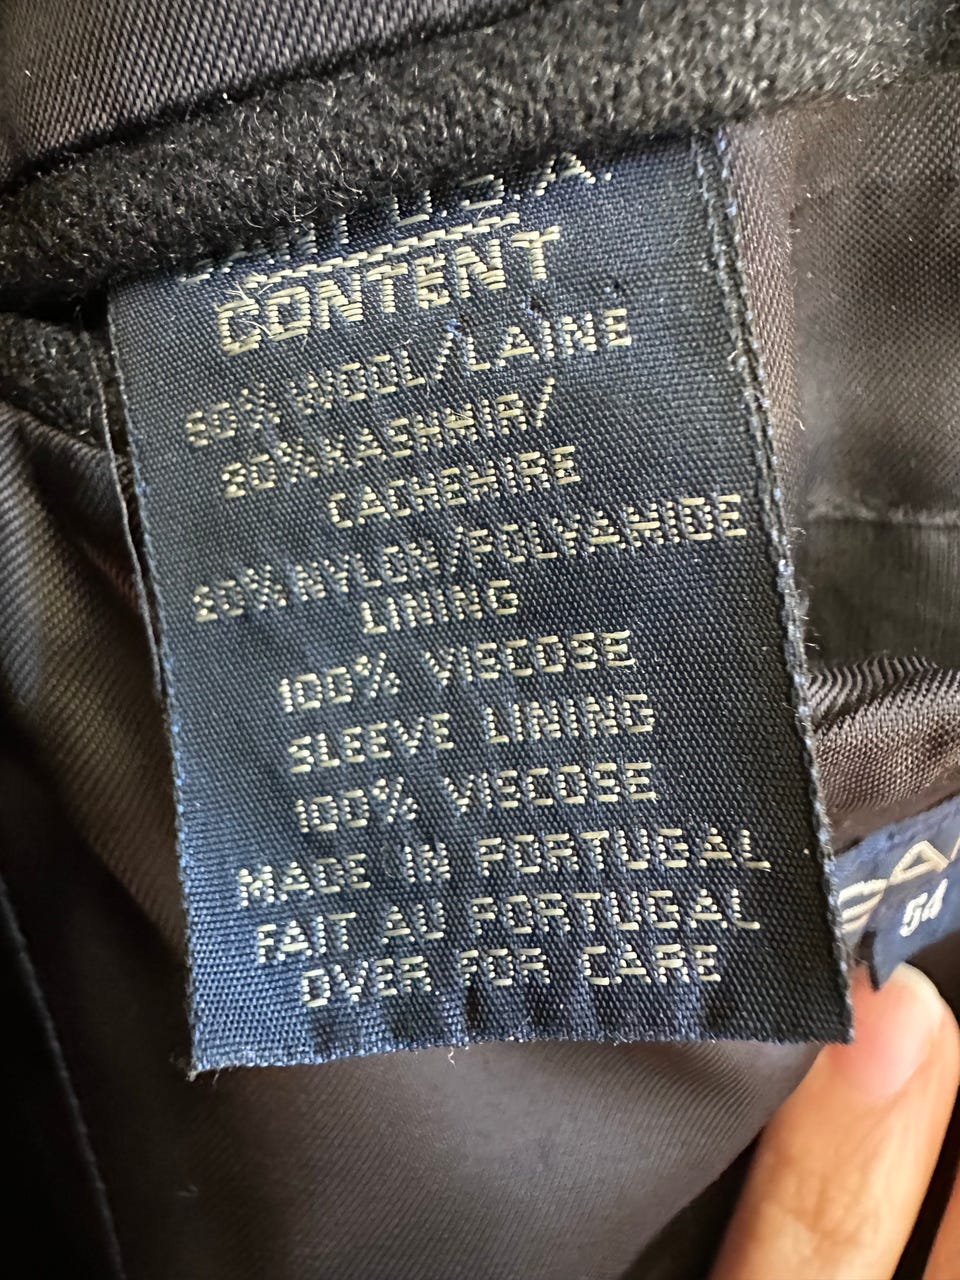 U.S.A.
CONTENT
60% WOOL/LAINE
20% KASHMIR/
CACHEMIRE
20% NYLON/POLYAMIDE
LINING
100% VISCOSE
SLEEVE LINING
100% VISCOSE
MADE IN PORTUGAL
FAIT AU PORTUGAL
OVER FOR CARE
54